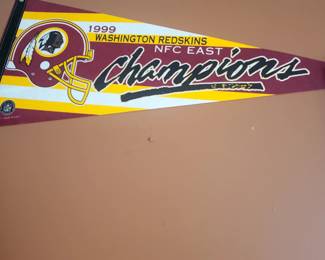 1999
WASHINGTON REDSKINS
NFC EAST
Champions